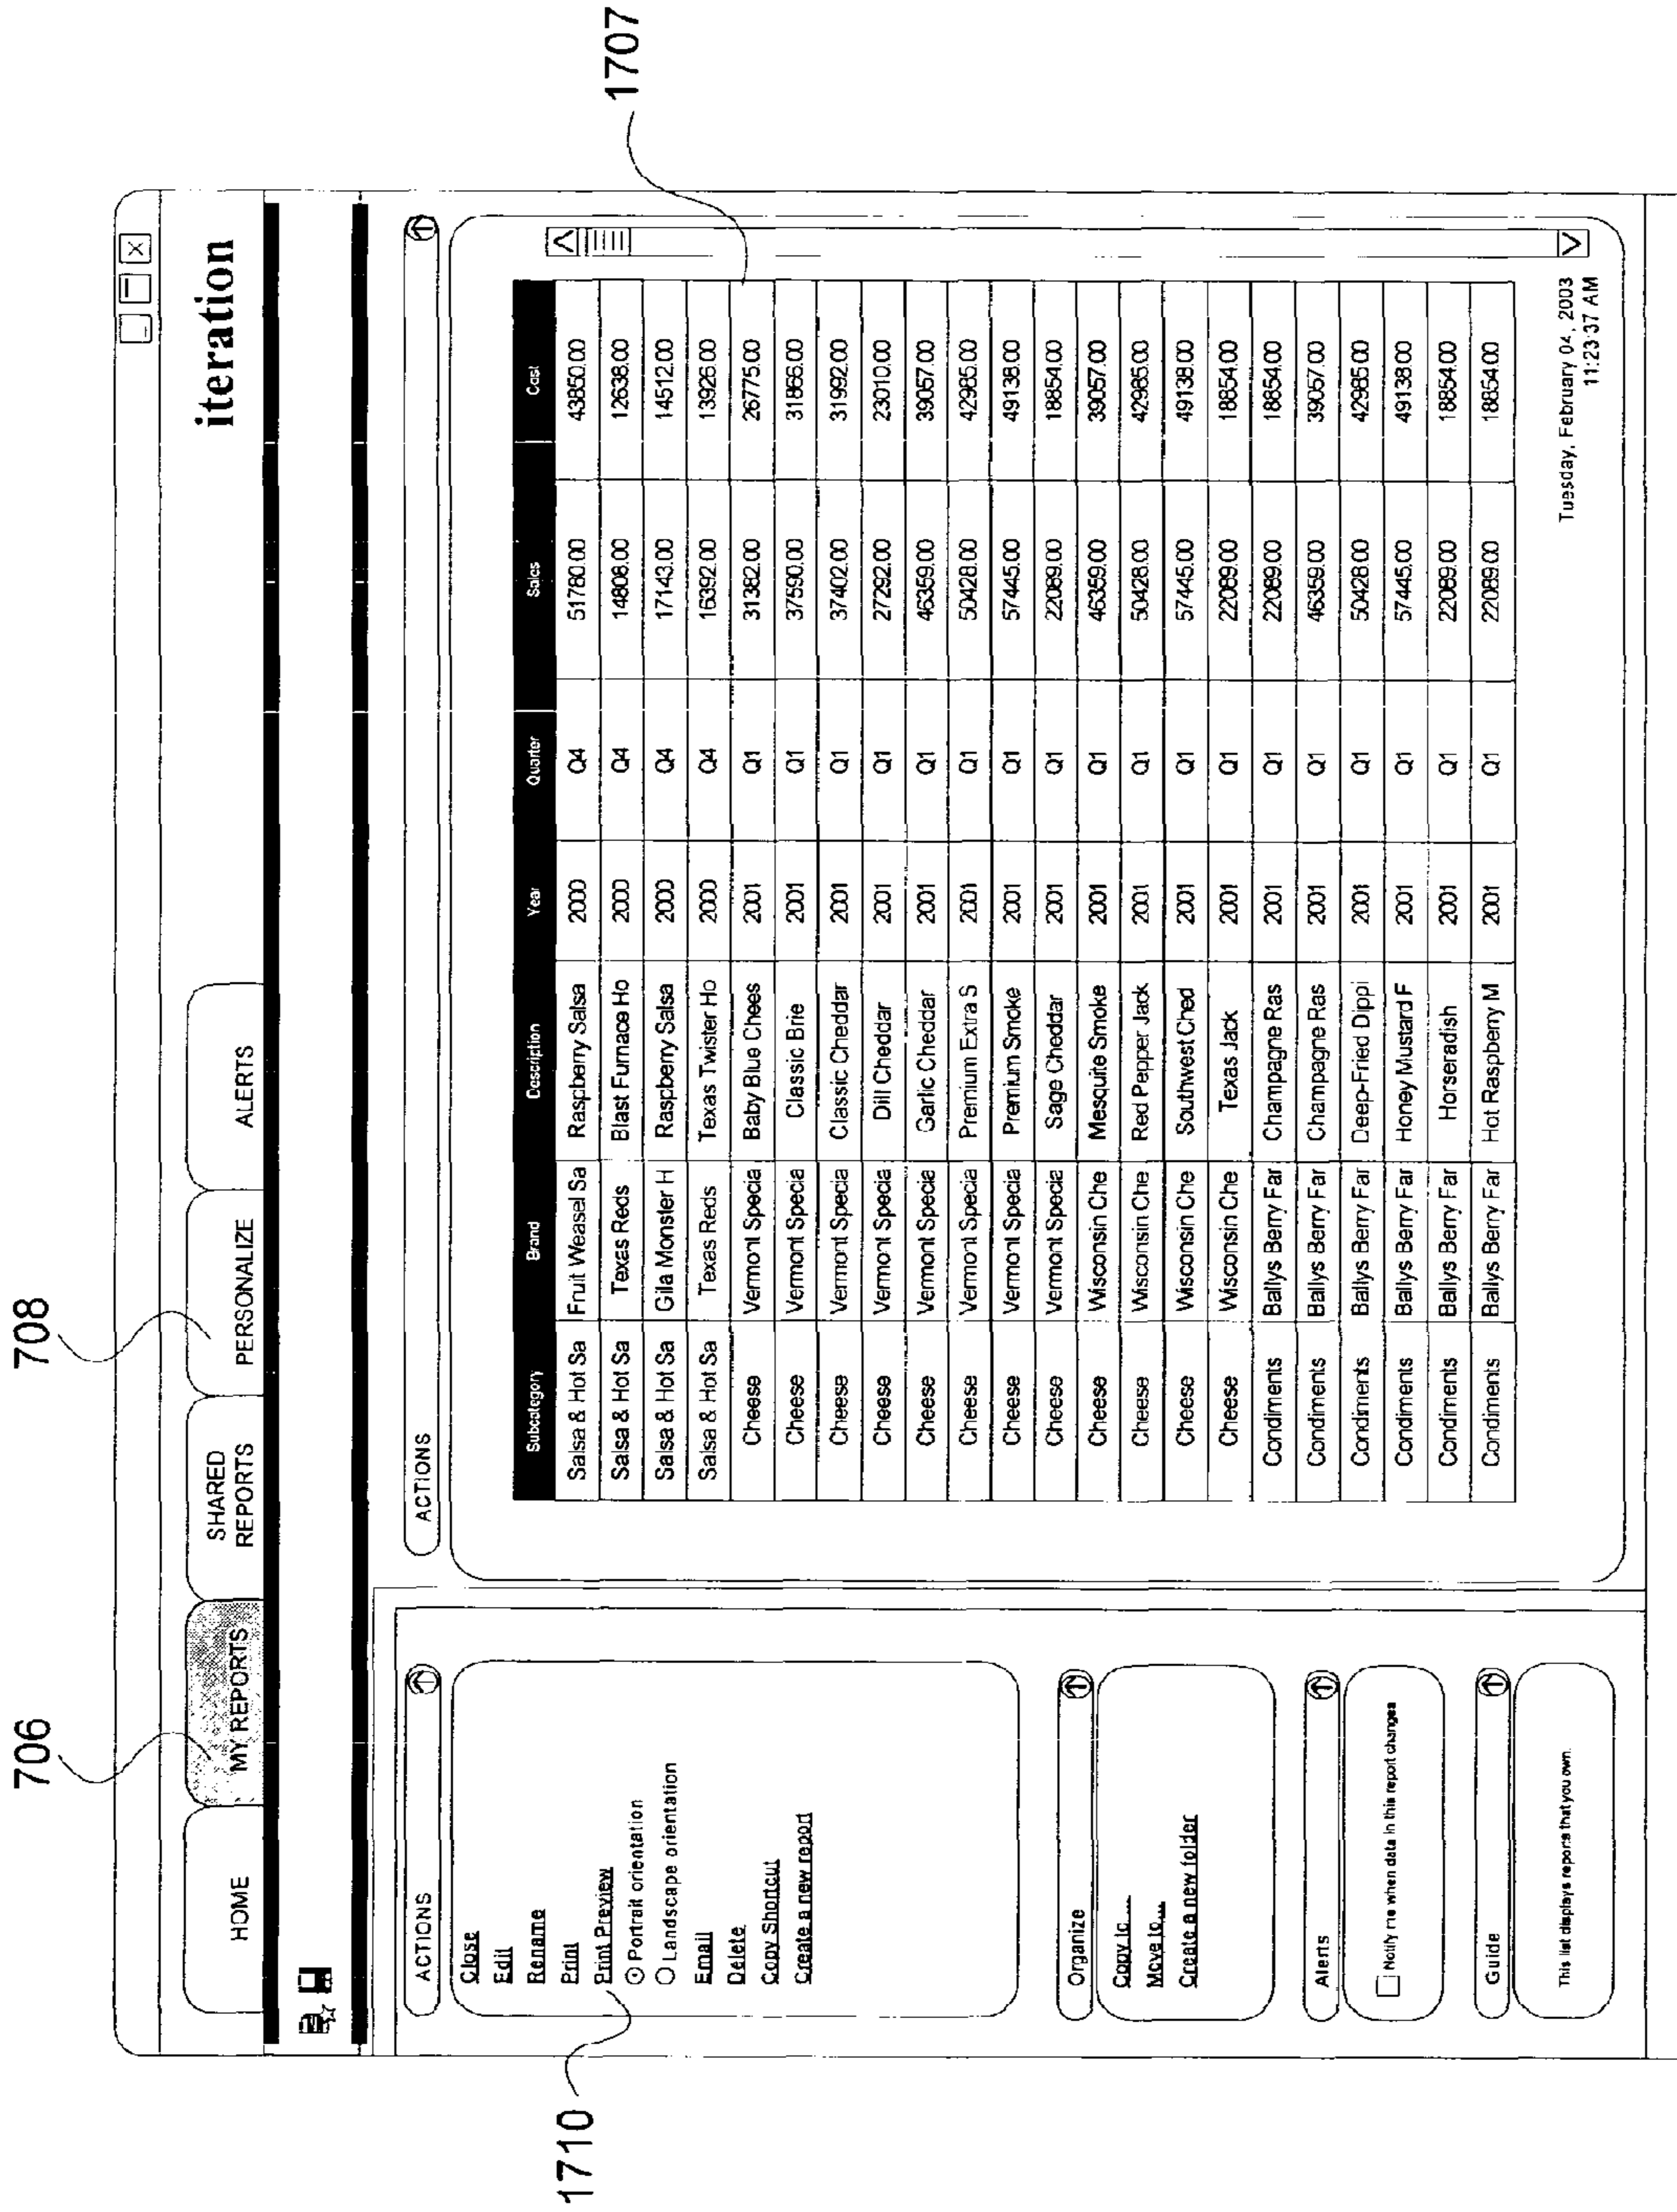 706
708
iteration
HOME
MY REPORTS
SHARED
REPORTS
PERSONALIZE
ALERTS
ACTIONS
Close
Edit
Rename
Print
Print Preview
Portrait orientation
Landscape orientation
Email
Delete
Copy Shortcut
Create a new report
1710
Organize
Copy to ...
Move to...
Create a new folder
Alerts
Notify me when data in this report changes
Guide
This list displays reports that you own.
ACTIONS
1707
Subcategory Brand Description Year Quarter Sales Cost
Salsa & Hot Sa Fruit Weasel Sa Raspberry Salsa 2000 Q4 51780.00 43850.00
Salsa & Hot Sa Texas Reds Blast Furnace Ho 2000 Q4 14808.00 12638.00
Salsa & Hot Sa Gila Monster H Raspberry Salsa 2000 Q4 17143.00 14512.00
Salsa & Hot Sa Texas Reds Texas Twister Ho 2000 Q4 16392.00 13926.00
Cheese Vermont Specia Baby Blue Chees 2001 Q1 31382.00 26775.00
Cheese Vermont Specia Classic Brie 2001 Q1 37590.00 31866.00
Cheese Vermont Specia Classic Cheddar 2001 Q1 37402.00 31992.00
Cheese Vermont Specia Dill Cheddar 2001 Q1 27292.00 23010.00
Cheese Vermont Specia Garlic Cheddar 2001 Q1 46359.00 39057.00
Cheese Vermont Specia Premium Extra S 2001 Q1 50428.00 42985.00
Cheese Vermont Specia Premium Smoke 2001 Q1 57445.00 49138.00
Cheese Vermont Specia Sage Cheddar 2001 Q1 22089.00 18854.00
Cheese Wisconsin Che Mesquite Smoke 2001 Q1 46359.00 39057.00
Cheese Wisconsin Che Red Pepper Jack 2001 Q1 50428.00 42985.00
Cheese Wisconsin Che Southwest Ched 2001 Q1 57445.00 49138.00
Cheese Wisconsin Che Texas Jack 2001 Q1 22089.00 18854.00
Condiments Ballys Berry Far Champagne Ras 2001 Q1 22089.00 18854.00
Condiments Ballys Berry Far Champagne Ras 2001 Q1 46359.00 39057.00
Condiments Ballys Berry Far Deep-Fried Dippi 2001 Q1 50428.00 42985.00
Condiments Ballys Berry Far Honey Mustard F 2001 Q1 57445.00 49138.00
Condiments Ballys Berry Far Horseradish 2001 Q1 22089.00 18854.00
Condiments Ballys Berry Far Hot Raspberry M 2001 Q1 22089.00 18854.00
Tuesday, February 04, 2003
11:23:37 AM